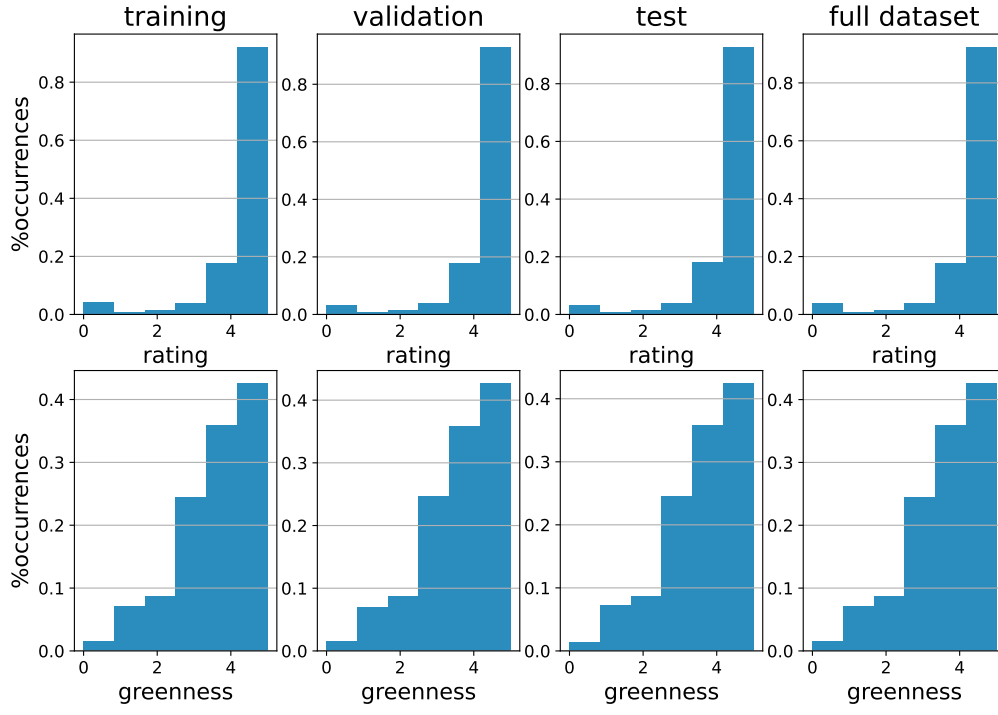 training validation test full dataset
%occurrences
0.8 0.8 0.8 0.8
0.6 0.6 0.6 0.6
0.4 0.4 0.4 0.4
0.2 0.2 0.2 0.2
0.0 0.0 0.0 0.0
0 2 4 0 2 4 0 2 4 0 2 4
rating rating rating rating
%occurrences
0.4 0.4 0.4 0.4
0.3 0.3 0.3 0.3
0.2 0.2 0.2 0.2
0.1 0.1 0.1 0.1
0.0 0.0 0.0 0.0
0 2 4 0 2 4 0 2 4 0 2 4
greenness greenness greenness greenness